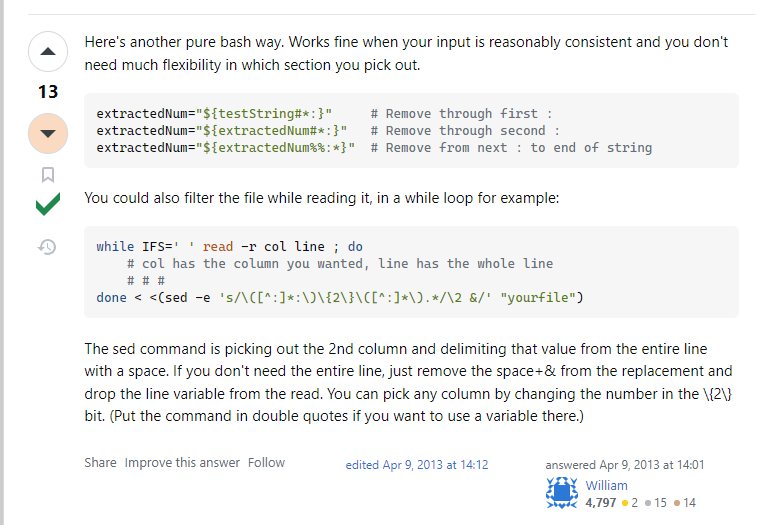 Here's another pure bash way. Works fine when your input is reasonably consistent and you don't
need much flexibility in which section you pick out.
13
extractedNum="${testString#*:}"     # Remove through first :
extractedNum="${extractedNum#*:}"   # Remove through second :
extractedNum="${extractedNum%%:*}"  # Remove from next : to end of string
You could also filter the file while reading it, in a while loop for example:
while IFS=' ' read -r col line ; do
    # col has the column you wanted, line has the whole line
    # # #
done < <(sed -e 's/\([^:]*:\)\{2\}\([^:]*\).*/\2 &/' "yourfile")
The sed command is picking out the 2nd column and delimiting that value from the entire line
with a space. If you don't need the entire line, just remove the space+& from the replacement and
drop the line variable from the read. You can pick any column by changing the number in the \{2\}
bit. (Put the command in double quotes if you want to use a variable there.)
Share Improve this answer Follow
edited Apr 9, 2013 at 14:12
answered Apr 9, 2013 at 14:01
William
4,797 2 15 14